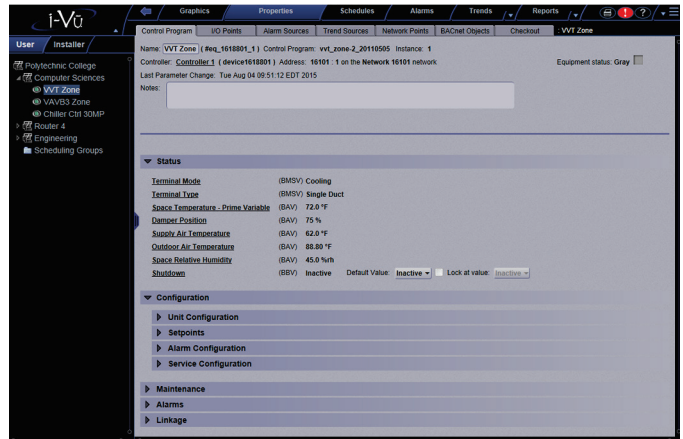 i-Vu
Graphics Properties Schedules Alarms Trends Reports
Control Program I/O Points Alarm Sources Trend Sources Network Points BACnet Objects Checkout : VVT Zone
User Installer
Polytechnic College
Computer Sciences
VVT Zone
VAVB3 Zone
Chiller Ctrl 30MP
Router 4
Engineering
Scheduling Groups
Name: VVT Zone ( #eq_1618801_1 ) Control Program: vvt_zone-2_20110505 Instance: 1
Controller: Controller 1 ( device1618801 ) Address: 16101 : 1 on the Network 16101 network. Equipment status: Gray
Last Parameter Change: Tue Aug 04 09:51:12 EDT 2015
Notes:
Status
Terminal Mode (BMSV) Cooling
Terminal Type (BMSV) Single Duct
Space Temperature - Prime Variable (BAV) 72.0 °F
Damper Position (BAV) 75 %
Supply Air Temperature (BAV) 62.0 °F
Outdoor Air Temperature (BAV) 88.80 °F
Space Relative Humidity (BAV) 45.0 %rh
Shutdown (BBV) Inactive Default Value: Inactive Lock at value: Inactive
Configuration
Unit Configuration
Setpoints
Alarm Configuration
Service Configuration
Maintenance
Alarms
Linkage